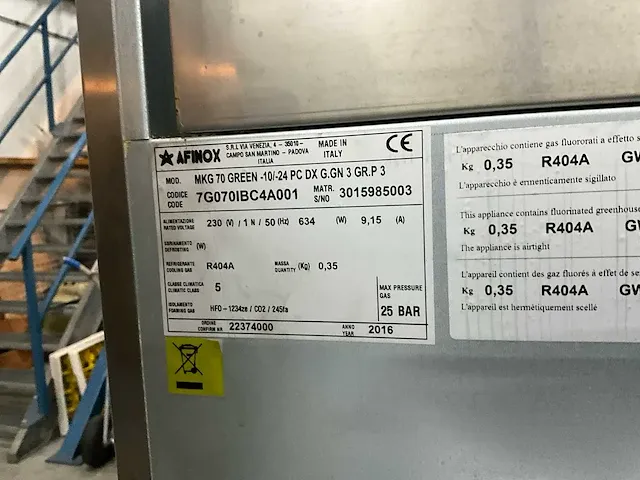 AFINOX
S.R.L VIA VENEZIA, 4 - 35010 -
CAMPO SAN MARTINO - PADOVA
ITALIA
MADE IN
ITALY
CE
MOD. MKG 70 GREEN -10/-24 PC DX G.GN 3 GR.P 3
CODICE
CODE 7G070IBC4A001
MATR.
S/NO 3015985003
ALIMENTAZIONE
RATED VOLTAGE 230 (V) / 1 N / 50 (Hz) 634 (W) 9,15 (A)
SBRINAMENTO
DEFROSTING (W)
REFRIGERANTE
COOLING GAS R404A
MASSA
QUANTITY (Kg) 0,35
CLASSE CLIMATICA
CLIMATIC CLASS 5
MAX PRESSURE
GAS
25 BAR
ISOLAMENTO
FOAMING GAS HFO-1234ze / CO2 / 245fa
ORDINE
CONFIRM NR 22374000
ANNO
YEAR 2016
L'apparecchio contiene gas fluororati a effetto s
Kg 0,35 R404A GW
L'apparecchio è ermenticamente sigillato
This appliance contains fluorinated greenhouse
Kg 0,35 R404A GW
The appliance is airtight
L'appareil contient des gaz fluorés à effet de se
Kg 0,35 R404A GW
L'appareil est hermétiquement scellé